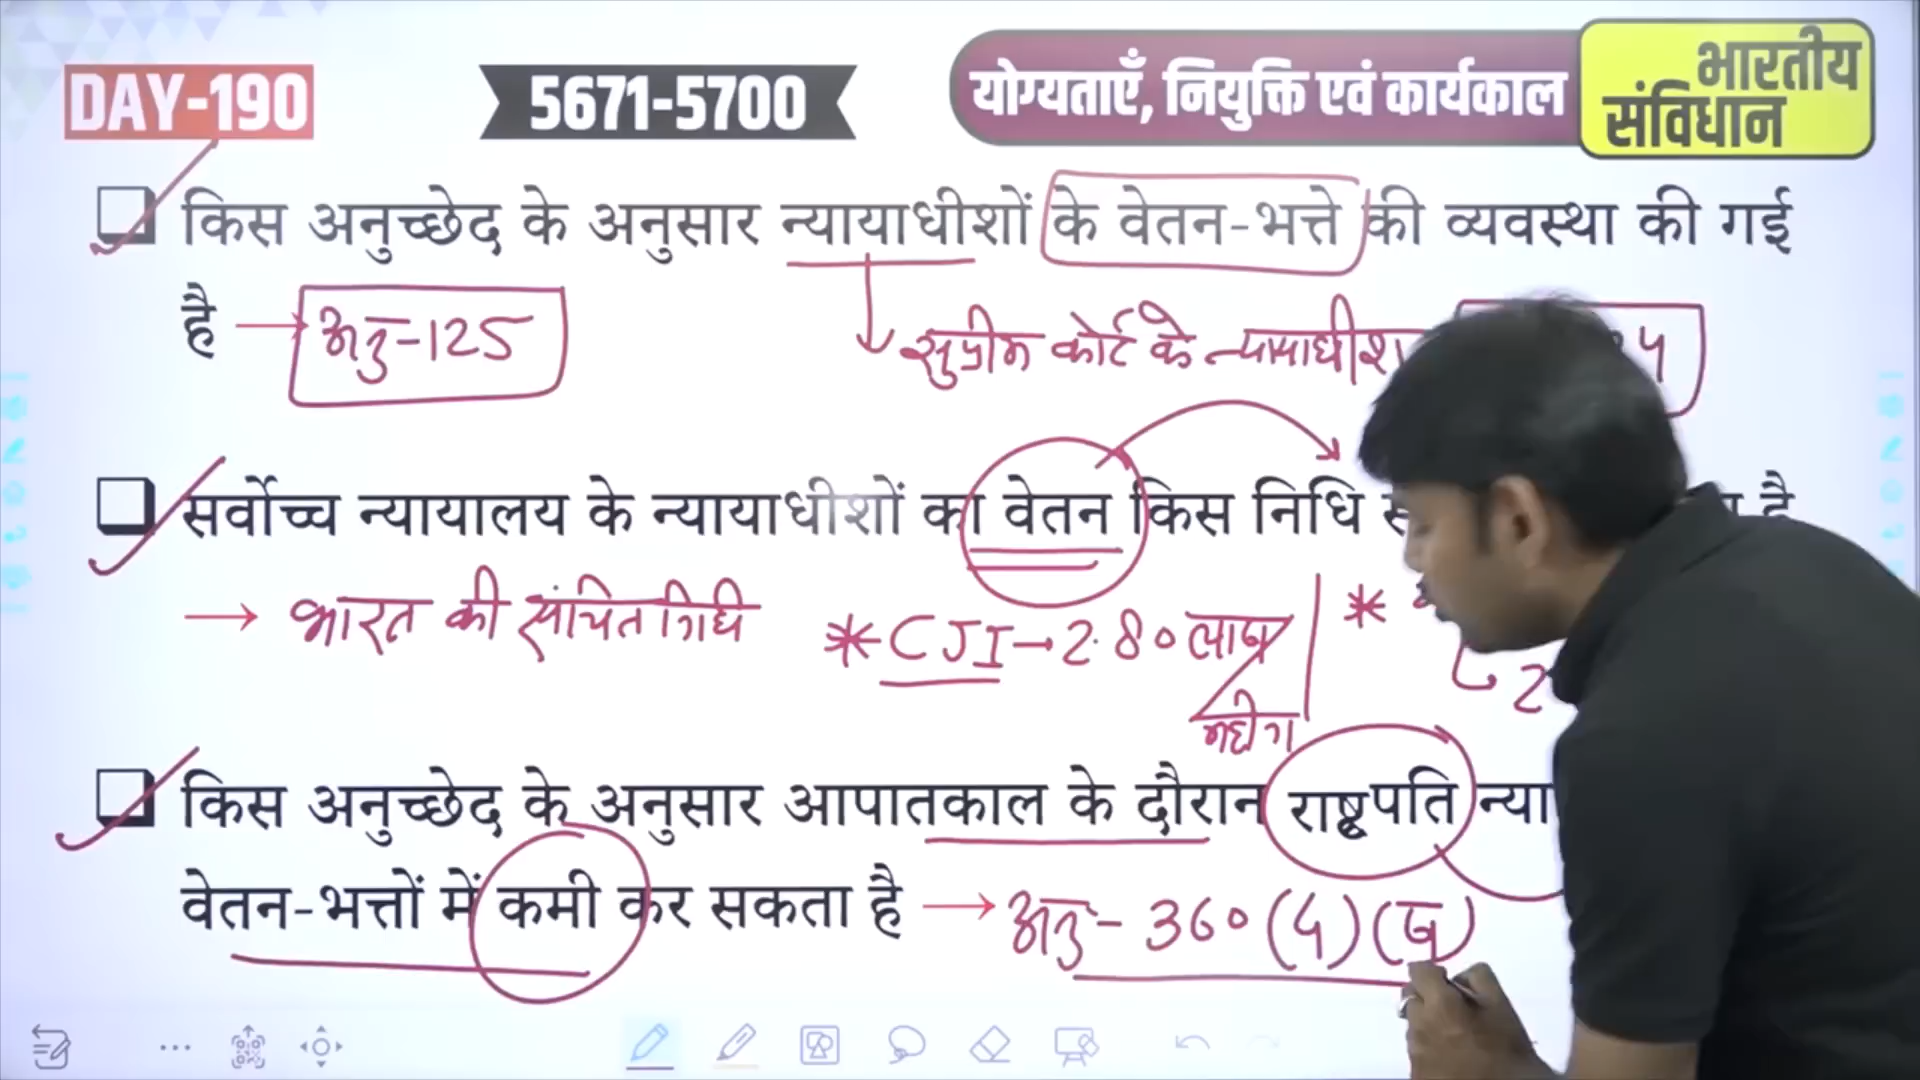 DAY-190
5671-5700
योग्यताएँ, नियुक्ति एवं कार्यकाल
भारतीय
संविधान
किस अनुच्छेद के अनुसार न्यायाधीशों के वेतन-भत्ते की व्यवस्था की गई
है → अनु-125
सुप्रीम कोर्ट के न्यायाधीश
सर्वोच्च न्यायालय के न्यायाधीशों का वेतन किस निधि है
→ भारत की संचित निधि * CJI→2.80 लाख *
2
महीना
किस अनुच्छेद के अनुसार आपातकाल के दौरान राष्ट्रपति
वेतन-भत्तों में कमी कर सकता है → अनु- 360 (4) (ख)